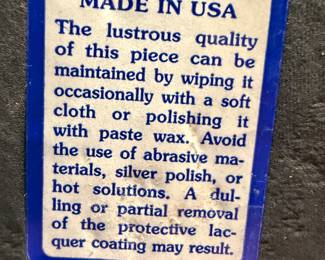 MADE IN USA
The lustrous quality
of this piece can be
maintained by wiping it
occasionally with a soft
cloth or polishing it
with paste wax. Avoid
the use of abrasive ma-
terials, silver polish, or
hot solutions. A dul-
ling or partial removal
of the protective lac-
quer coating may result.